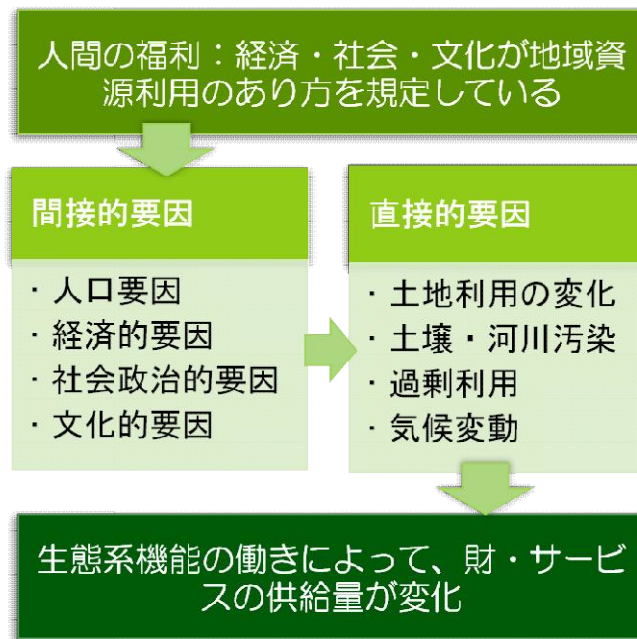 人間の福利：経済・社会・文化が地域資
源利用のあり方を規定している
間接的要因
・人口要因
・経済的要因
・社会政治的要因
・文化的要因
直接的要因
・土地利用の変化
・土壌・河川汚染
・過剰利用
・気候変動
生態系機能の働きによって、財・サービ
スの供給量が変化